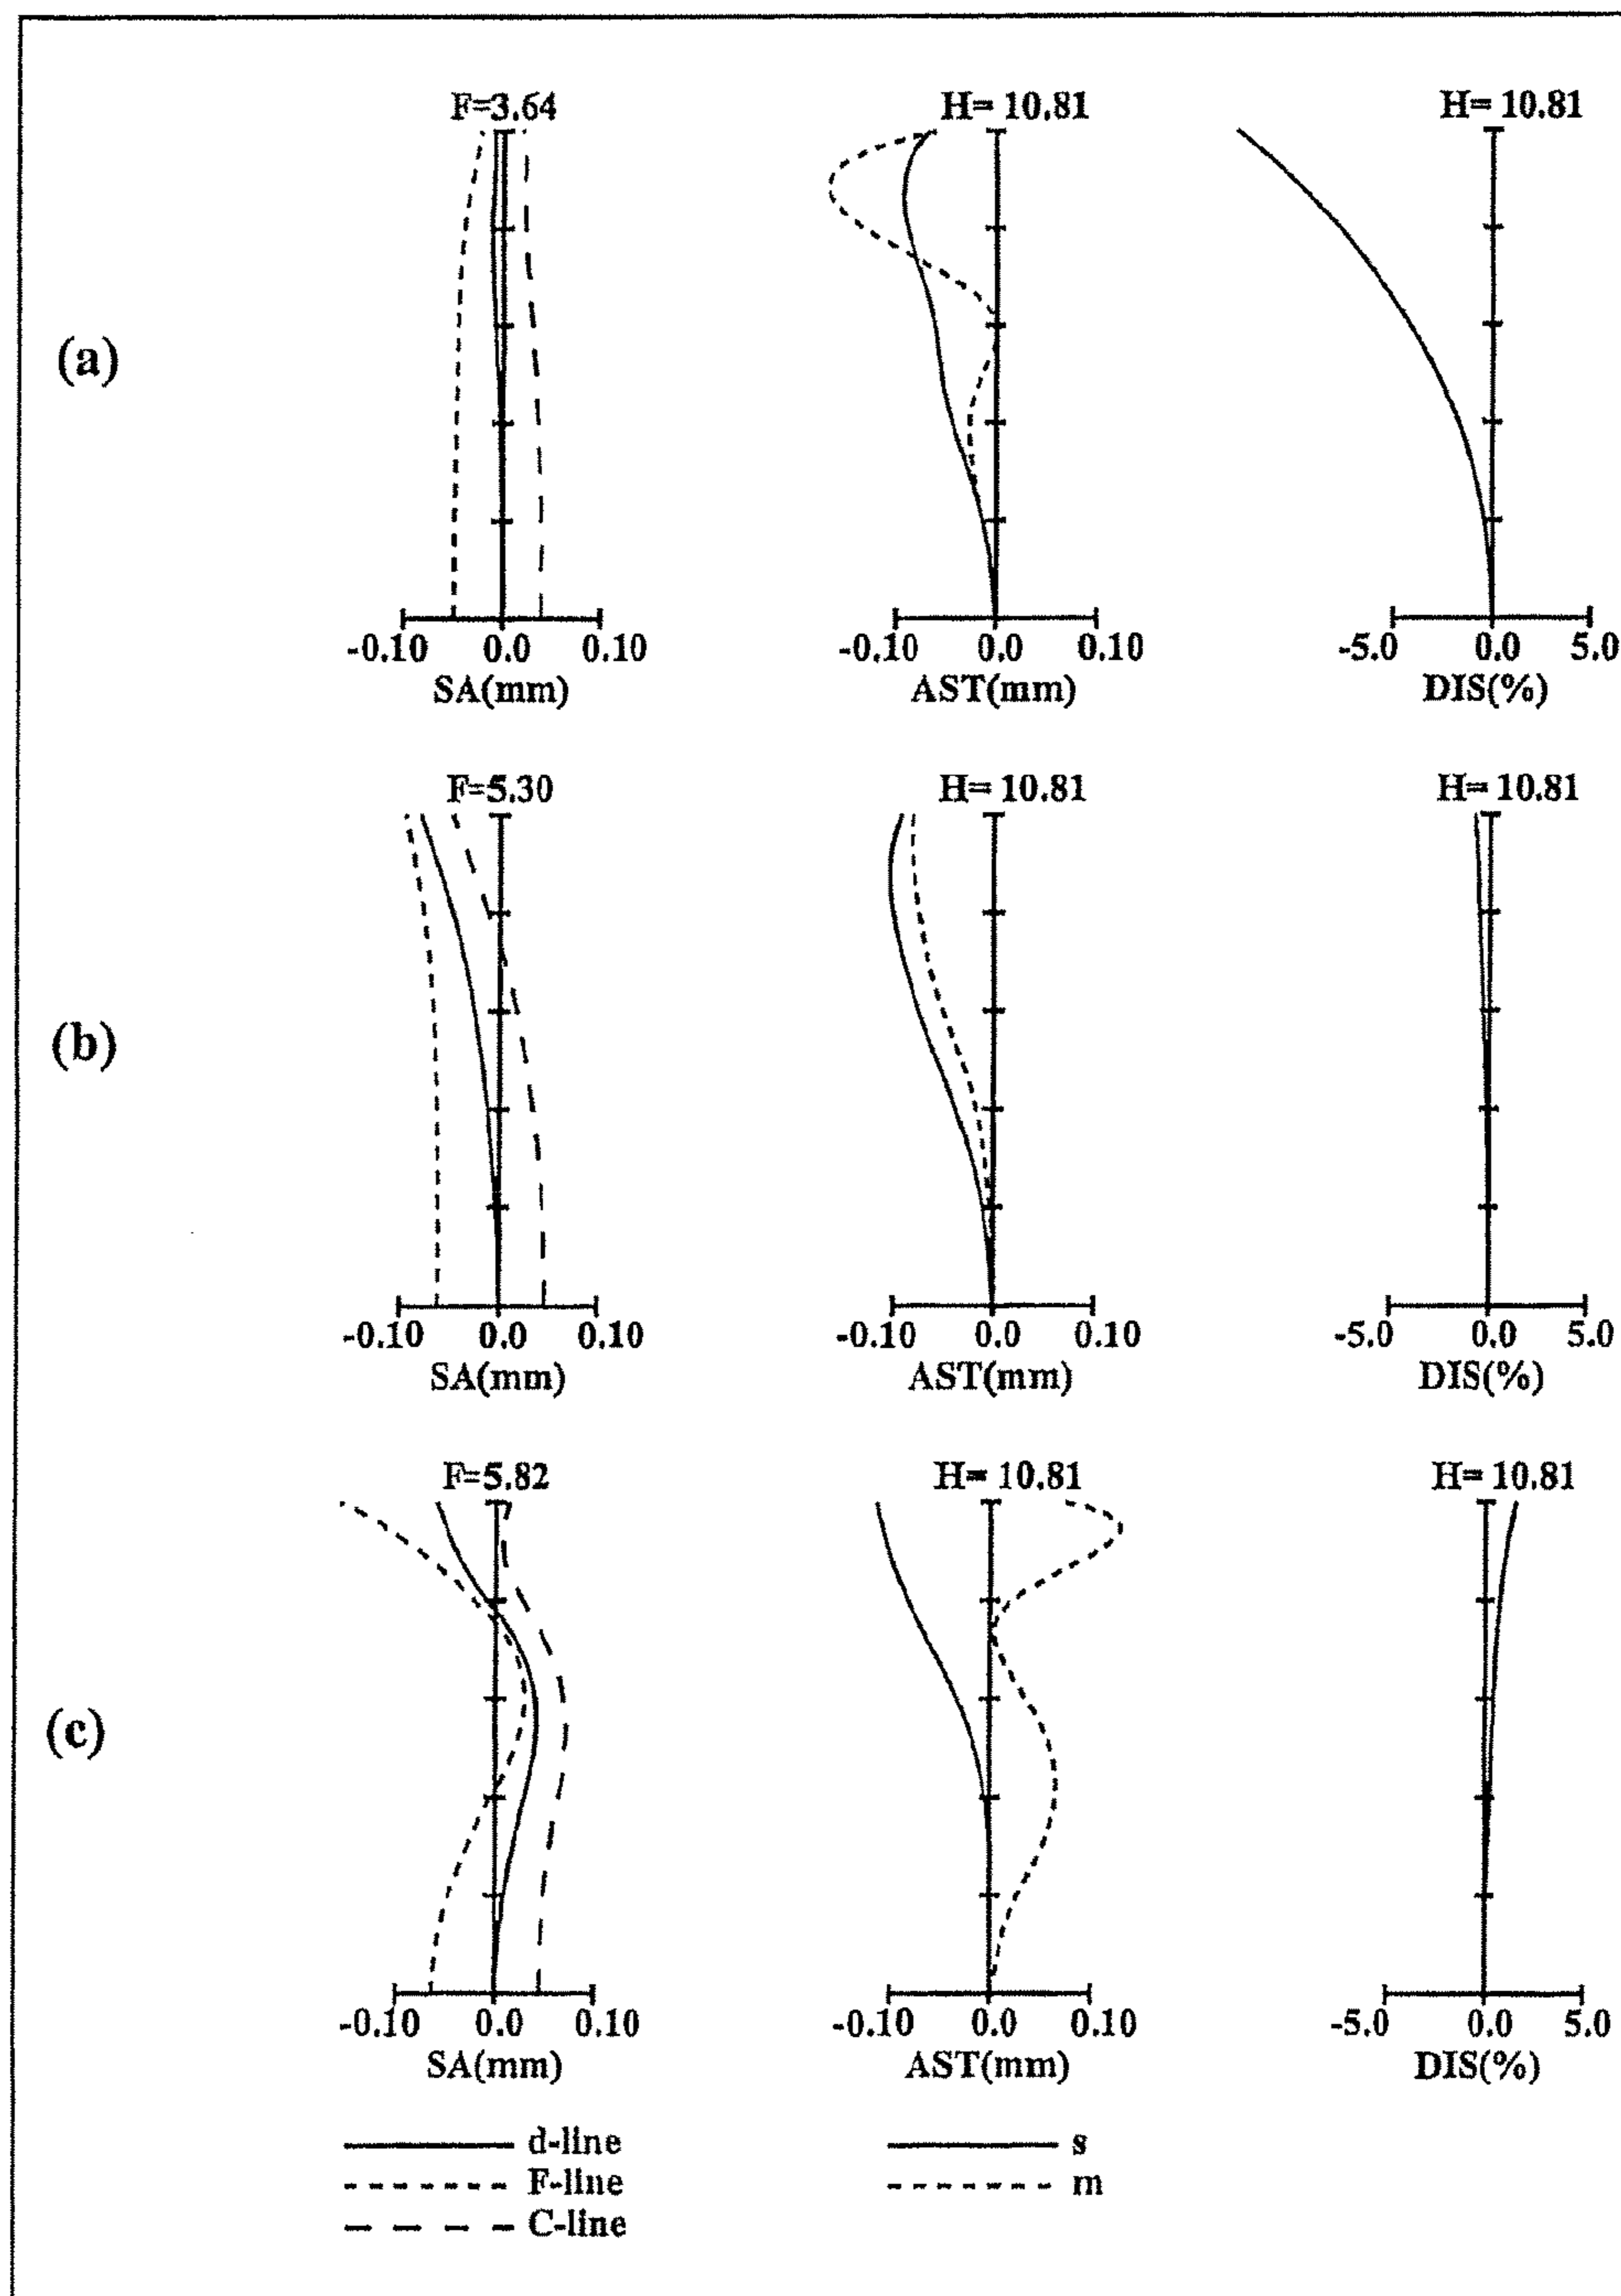 (a)
F=3.64
H= 10.81
H= 10.81
-0.10 0.0 0.10
-0.10 0.0 0.10
-5.0 0.0 5.0
SA(mm)
AST(mm)
DIS(%)
(b)
F=5.30
H= 10.81
H= 10.81
-0.10 0.0 0.10
-0.10 0.0 0.10
-5.0 0.0 5.0
SA(mm)
AST(mm)
DIS(%)
(c)
F=5.82
H= 10.81
H= 10.81
-0.10 0.0 0.10
-0.10 0.0 0.10
-5.0 0.0 5.0
SA(mm)
AST(mm)
DIS(%)
d-line
F-line
C-line
s
m